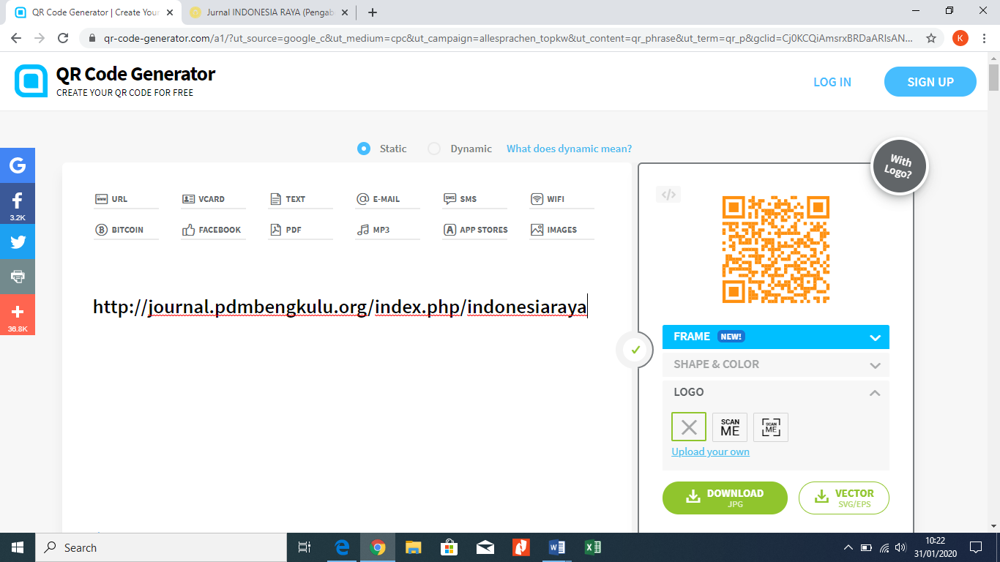 QR Code Generator | Create Your
Jurnal INDONESIA RAYA (Pengab
qr-code-generator.com/a1/?ut_source=google_c&ut_medium=cpc&ut_campaign=allesprachen_topkw&ut_content=qr_phrase&ut_term=qr_p&gclid=Cj0KCQiAmsrxBRDaARIsAN...
K
QR Code Generator
CREATE YOUR QR CODE FOR FREE
LOG IN
SIGN UP
Static
Dynamic
What does dynamic mean?
With
Logo?
G
3.2K
36.8K
URL
VCARD
TEXT
E-MAIL
SMS
WIFI
BITCOIN
FACEBOOK
PDF
MP3
APP STORES
IMAGES
http://journal.pdmbengkulu.org/index.php/indonesiaraya
</>
FRAME NEW!
SHAPE & COLOR
LOGO
SCAN
ME
SCAN
ME
Upload your own
DOWNLOAD
JPG
VECTOR
SVG/EPS
Search
10:22
31/01/2020